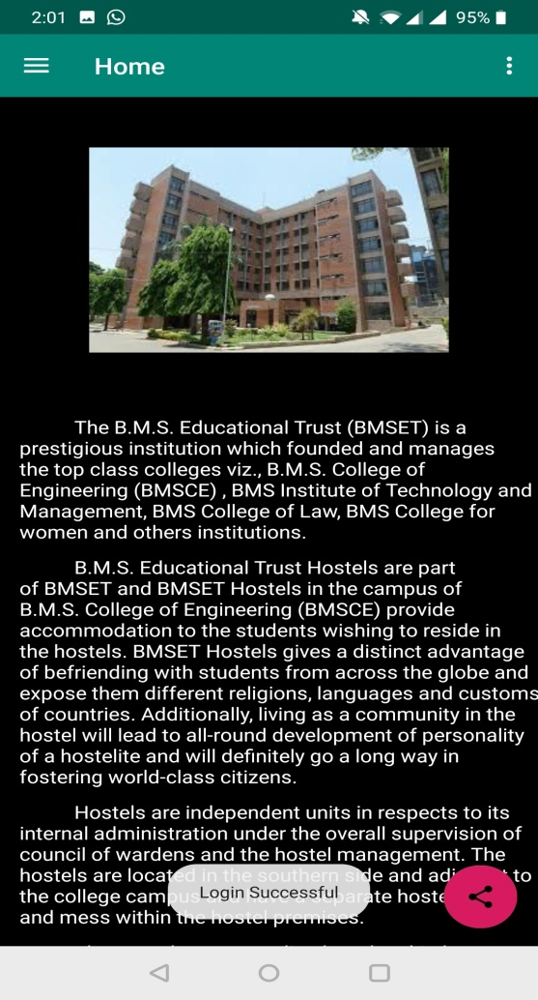 2:01 95%
Home
The B.M.S. Educational Trust (BMSET) is a
prestigious institution which founded and manages
the top class colleges viz., B.M.S. College of
Engineering (BMSCE) , BMS Institute of Technology and
Management, BMS College of Law, BMS College for
women and others institutions.
B.M.S. Educational Trust Hostels are part
of BMSET and BMSET Hostels in the campus of
B.M.S. College of Engineering (BMSCE) provide
accommodation to the students wishing to reside in
the hostels. BMSET Hostels gives a distinct advantage
of befriending with students from across the globe and
expose them different religions, languages and customs
of countries. Additionally, living as a community in the
hostel will lead to all-round development of personality
of a hostelite and will definitely go a long way in
fostering world-class citizens.
Hostels are independent units in respects to its
internal administration under the overall supervision of
council of wardens and the hostel management. The
hostels are located in the southern side and to
the college campus and have separate
and mess within the hostel premises.
Login Successful